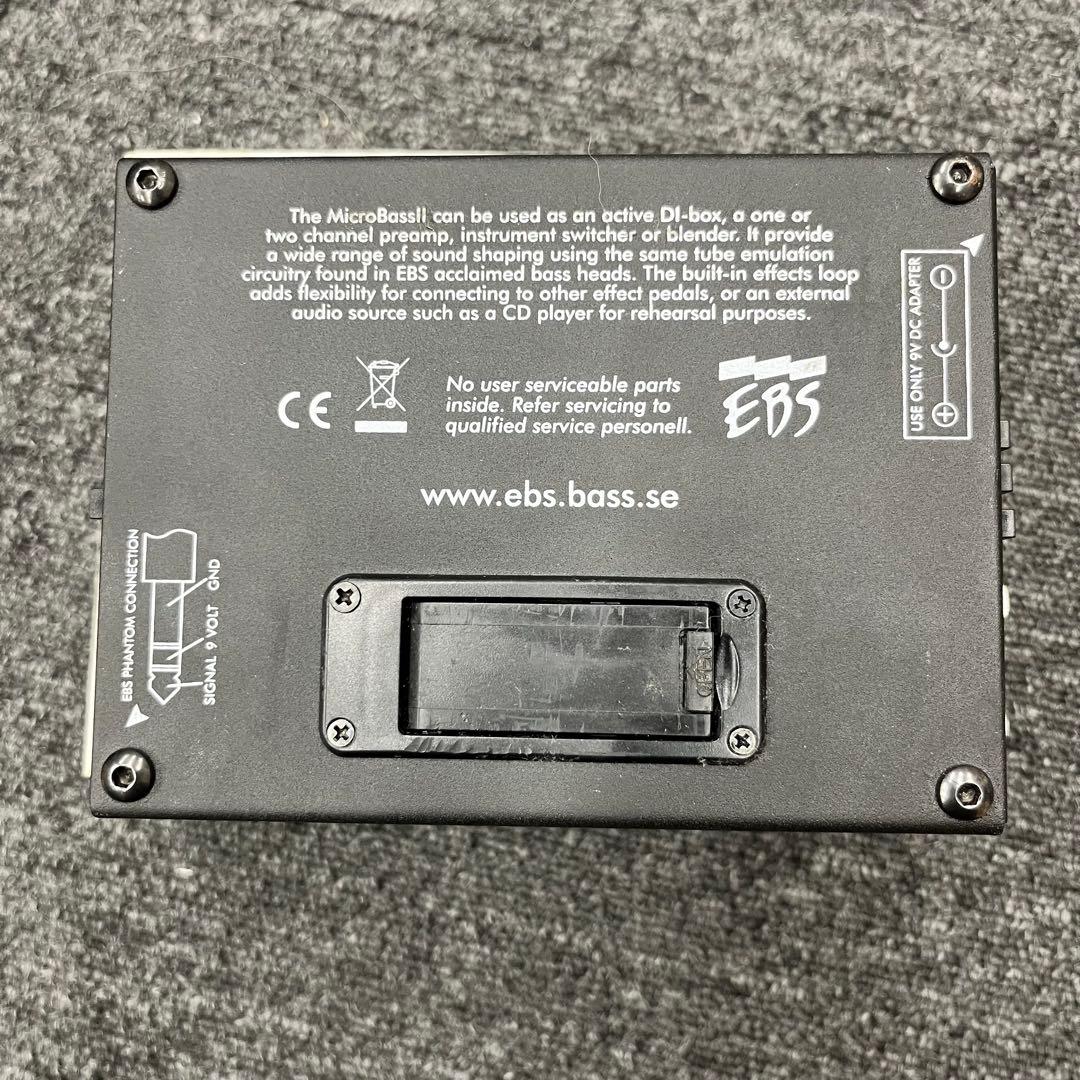 The MicroBassII can be used as an active DI-box, a one or
two channel preamp, instrument switcher or blender. It provide
a wide range of sound shaping using the same tube emulation
circuitry found in EBS acclaimed bass heads. The built-in effects loop
adds flexibility for connecting to other effect pedals, or an external
audio source such as a CD player for rehearsal purposes.
USE ONLY 9V DC ADAPTER
CE
No user serviceable parts
inside. Refer servicing to
qualified service personell.
EBS
www.ebs.bass.se
EBS PHANTOM CONNECTION
SIGNAL 9 VOLT GND
OPEN